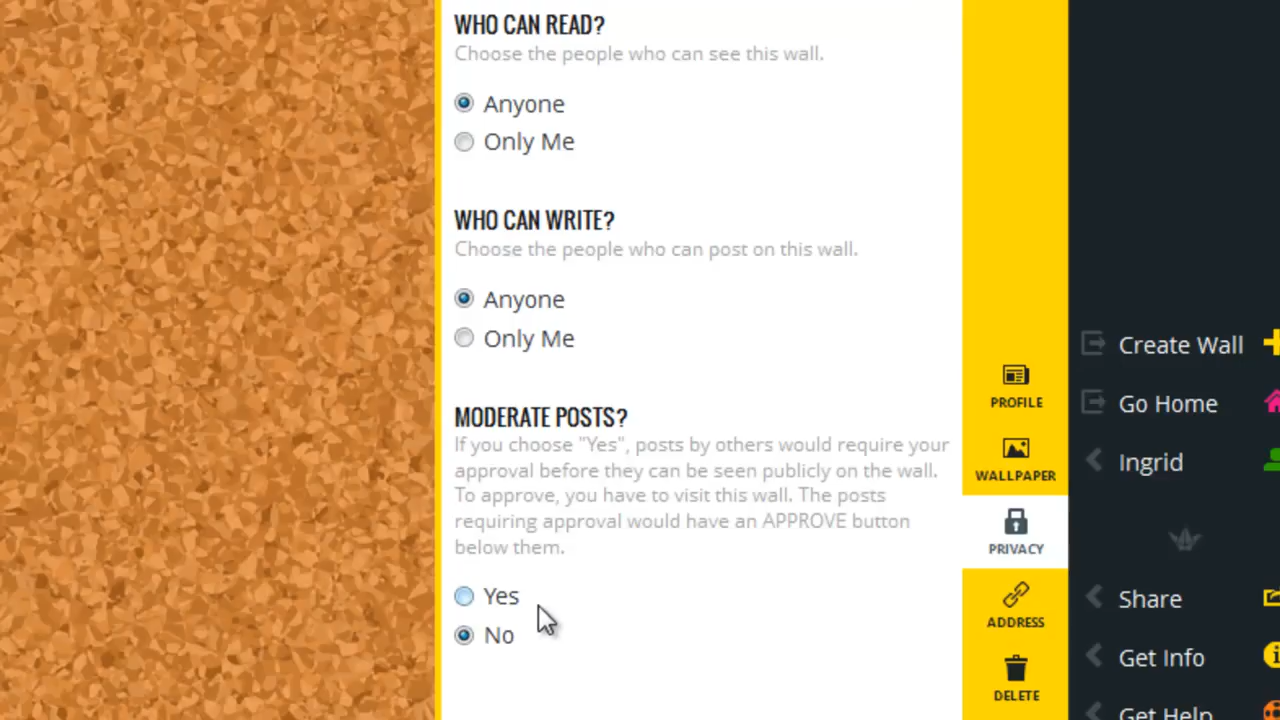 WHO CAN READ?
Choose the people who can see this wall.
Anyone
Only Me
WHO CAN WRITE?
Choose the people who can post on this wall.
Anyone
Only Me
MODERATE POSTS?
If you choose "Yes", posts by others would require your
approval before they can be seen publicly on the wall.
To approve, you have to visit this wall. The posts
requiring approval would have an APPROVE button
below them.
Yes
No
PROFILE
WALLPAPER
PRIVACY
ADDRESS
DELETE
Create Wall
Go Home
Ingrid
Share
Get Info
Get Help